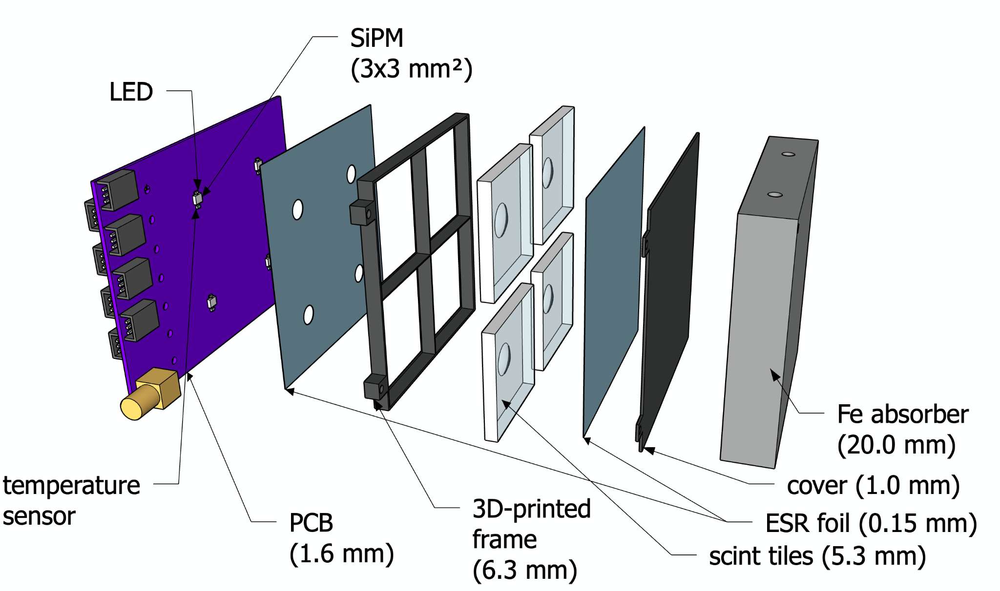 SiPM
(3x3 mm²)
LED
Fe absorber
(20.0 mm)
temperature
sensor
cover (1.0 mm)
3D-printed
frame
(6.3 mm)
PCB
(1.6 mm)
ESR foil (0.15 mm)
scint tiles (5.3 mm)